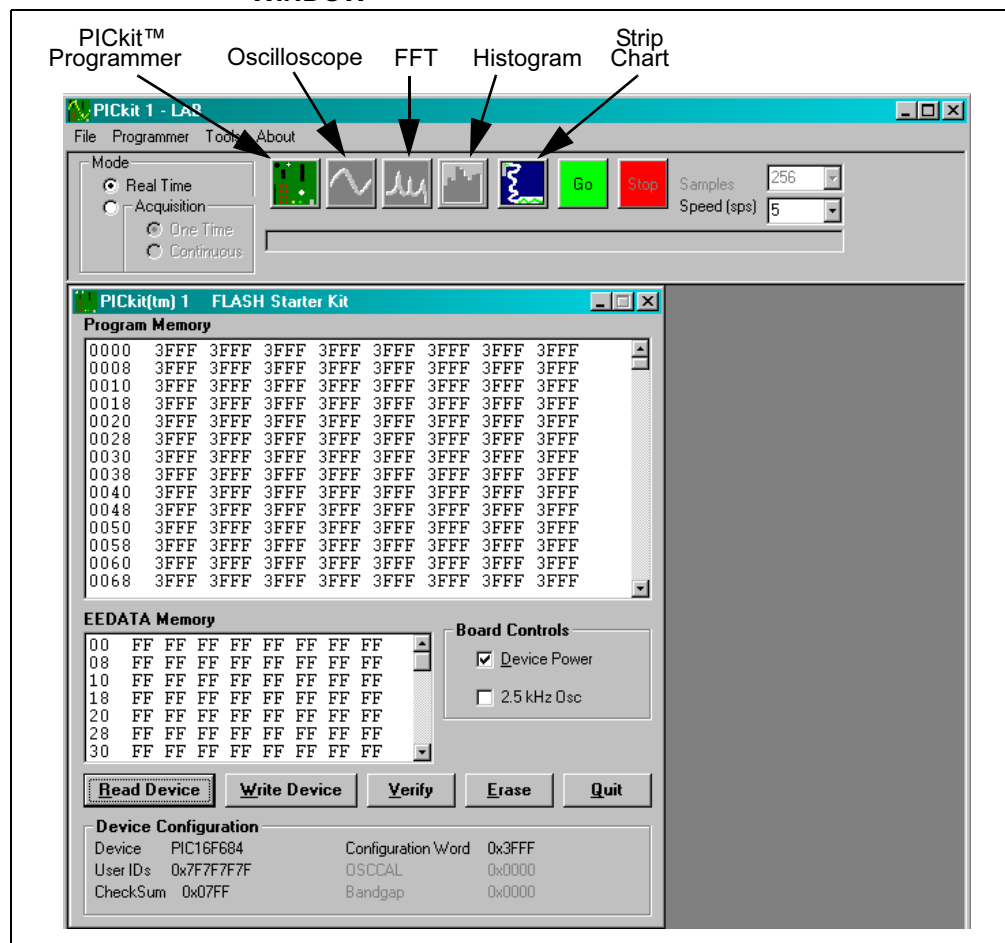 WINDOW
PICkit™
Programmer
Oscilloscope
FFT
Histogram
Strip
Chart
PICkit 1 - LAB
File Programmer Tools About
Mode
Real Time
Acquisition
One Time
Continuous
Go
Stop
Samples 256
Speed (sps) 5
PICkit(tm) 1 FLASH Starter Kit
Program Memory
0000 3FFF 3FFF 3FFF 3FFF 3FFF 3FFF 3FFF 3FFF
0008 3FFF 3FFF 3FFF 3FFF 3FFF 3FFF 3FFF 3FFF
0010 3FFF 3FFF 3FFF 3FFF 3FFF 3FFF 3FFF 3FFF
0018 3FFF 3FFF 3FFF 3FFF 3FFF 3FFF 3FFF 3FFF
0020 3FFF 3FFF 3FFF 3FFF 3FFF 3FFF 3FFF 3FFF
0028 3FFF 3FFF 3FFF 3FFF 3FFF 3FFF 3FFF 3FFF
0030 3FFF 3FFF 3FFF 3FFF 3FFF 3FFF 3FFF 3FFF
0038 3FFF 3FFF 3FFF 3FFF 3FFF 3FFF 3FFF 3FFF
0040 3FFF 3FFF 3FFF 3FFF 3FFF 3FFF 3FFF 3FFF
0048 3FFF 3FFF 3FFF 3FFF 3FFF 3FFF 3FFF 3FFF
0050 3FFF 3FFF 3FFF 3FFF 3FFF 3FFF 3FFF 3FFF
0058 3FFF 3FFF 3FFF 3FFF 3FFF 3FFF 3FFF 3FFF
0060 3FFF 3FFF 3FFF 3FFF 3FFF 3FFF 3FFF 3FFF
0068 3FFF 3FFF 3FFF 3FFF 3FFF 3FFF 3FFF 3FFF
EEDATA Memory
00 FF FF FF FF FF FF FF FF
08 FF FF FF FF FF FF FF FF
10 FF FF FF FF FF FF FF FF
18 FF FF FF FF FF FF FF FF
20 FF FF FF FF FF FF FF FF
28 FF FF FF FF FF FF FF FF
30 FF FF FF FF FF FF FF FF
Board Controls
Device Power
2.5 kHz Osc
Read Device
Write Device
Verify
Erase
Quit
Device Configuration
Device PIC16F684 Configuration Word 0x3FFF
User IDs 0x7F7F7F7F OSCCAL 0x0000
CheckSum 0x07FF Bandgap 0x0000